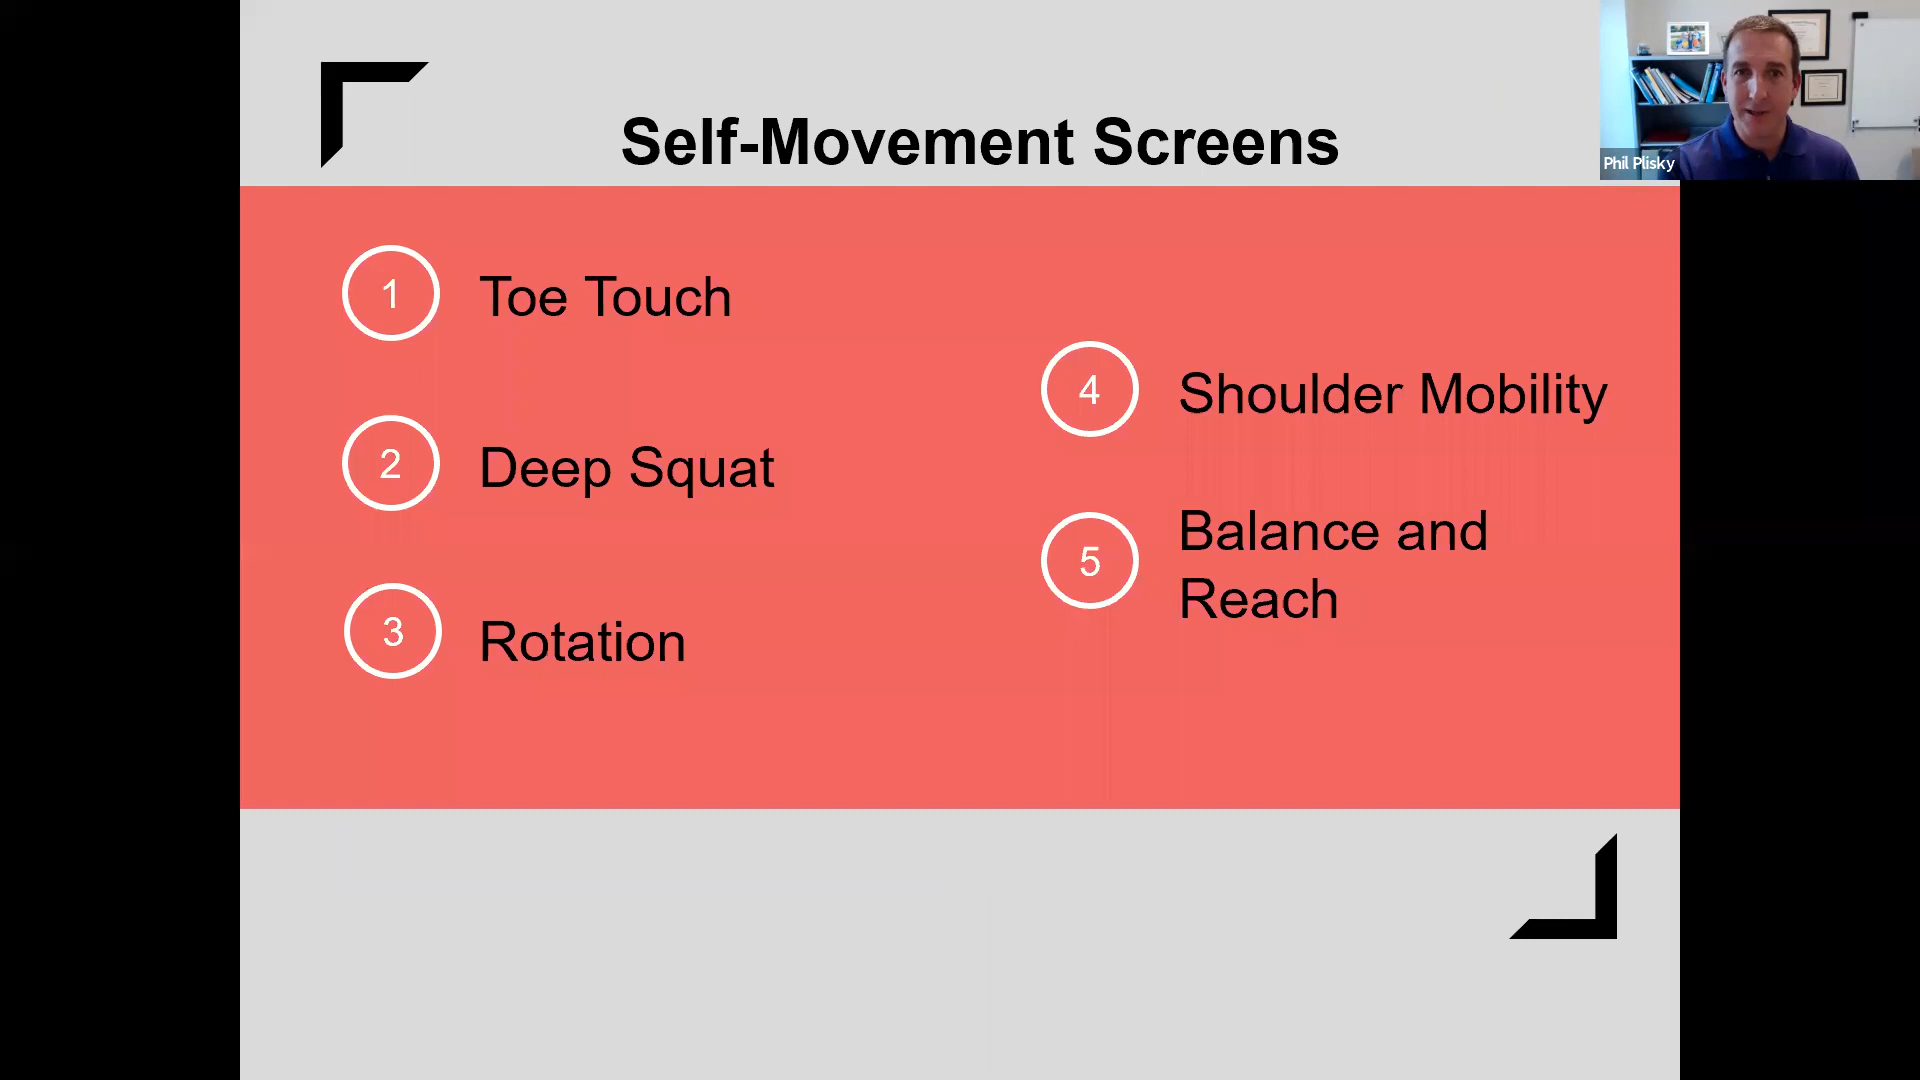 Self-Movement Screens
Phil Plisky
1
Toe Touch
2
Deep Squat
3
Rotation
4
Shoulder Mobility
5
Balance and
Reach